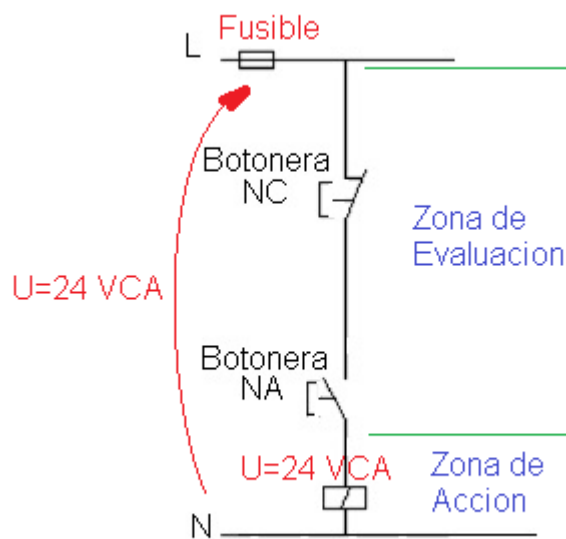 Fusible
L
Botonera
NC
Zona de
Evaluacion
U=24 VCA
Botonera
NA
U=24 VCA
Zona de
Accion
N